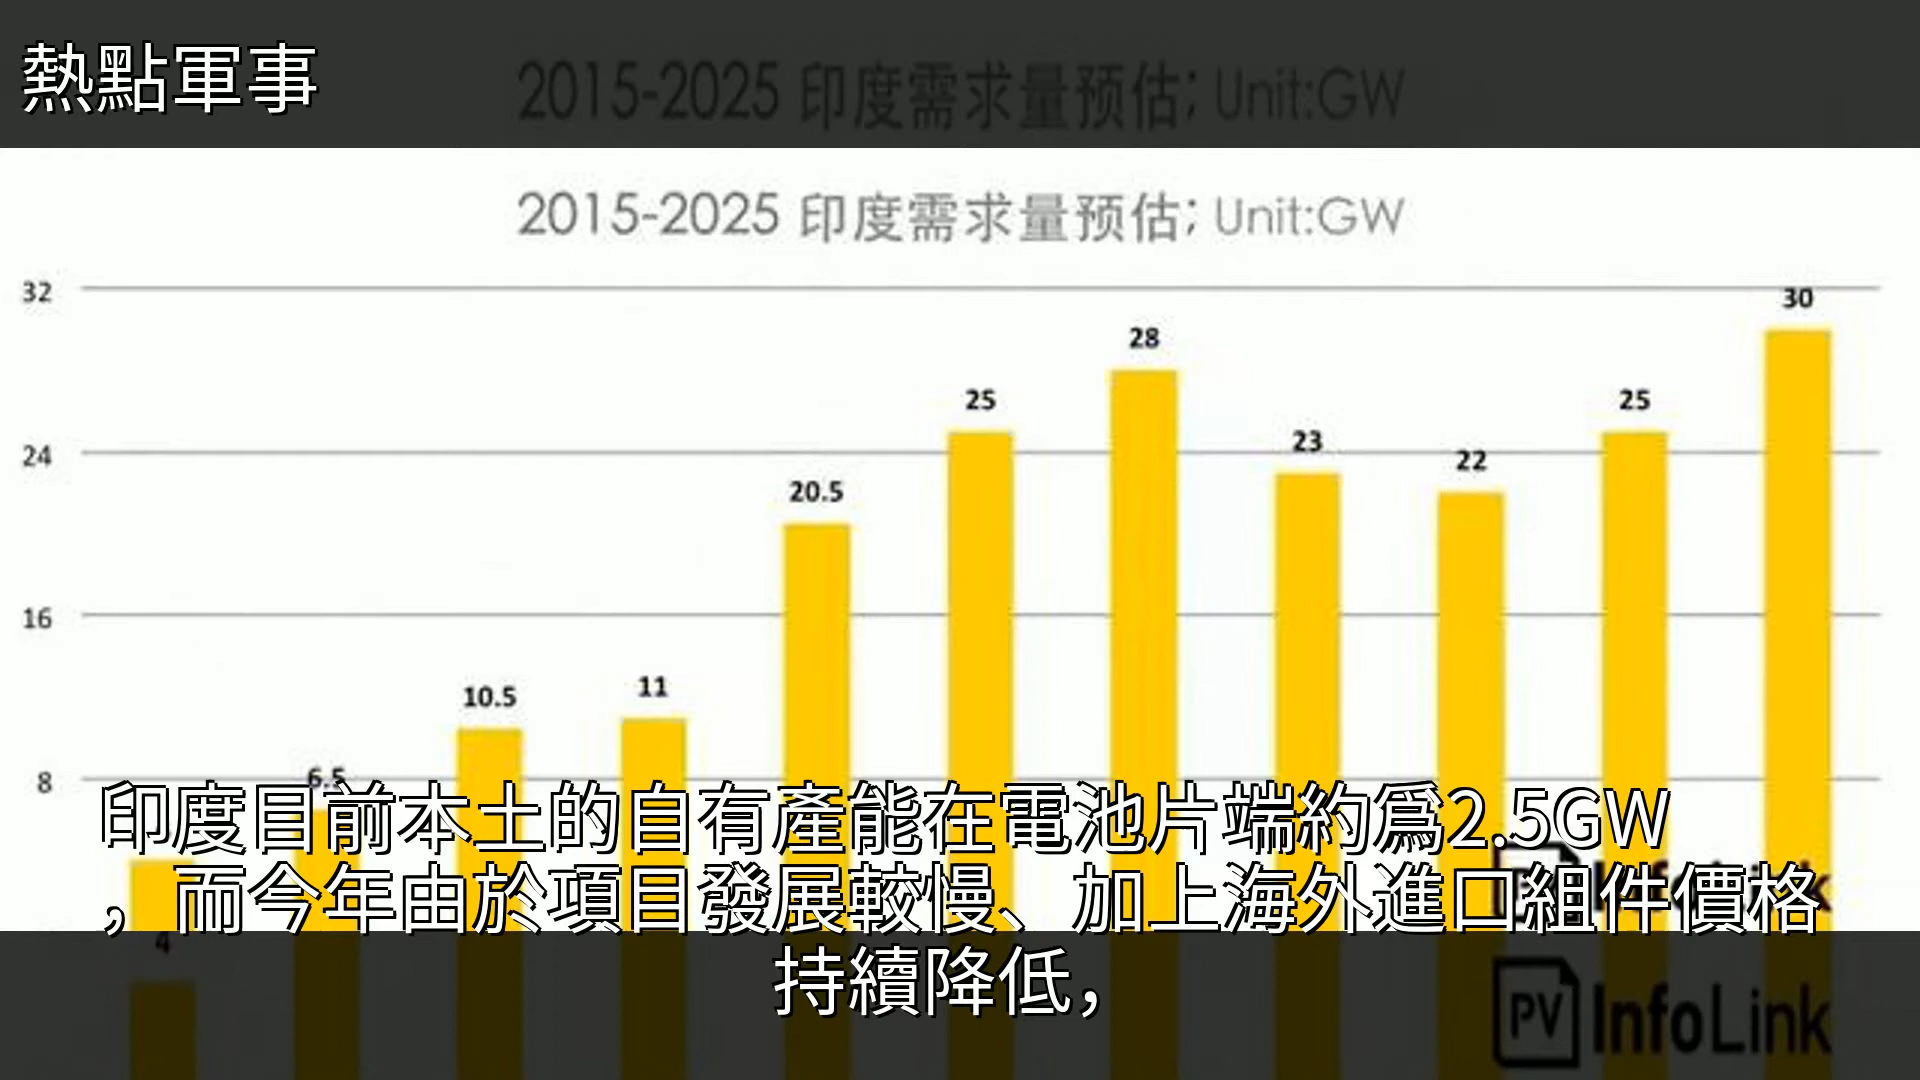 熱點軍事
2015-2025 印度需求量预估; Unit:GW
2015-2025 印度需求量预估; Unit:GW
32
30
28
25
25
24
23
22
20.5
16
11
10.5
8
6.5
印度目前本土的自有產能在電池片端約爲2.5GW
，而今年由於項目發展較慢、加上海外進口組件價格
持續降低，
4
PV InfoLink